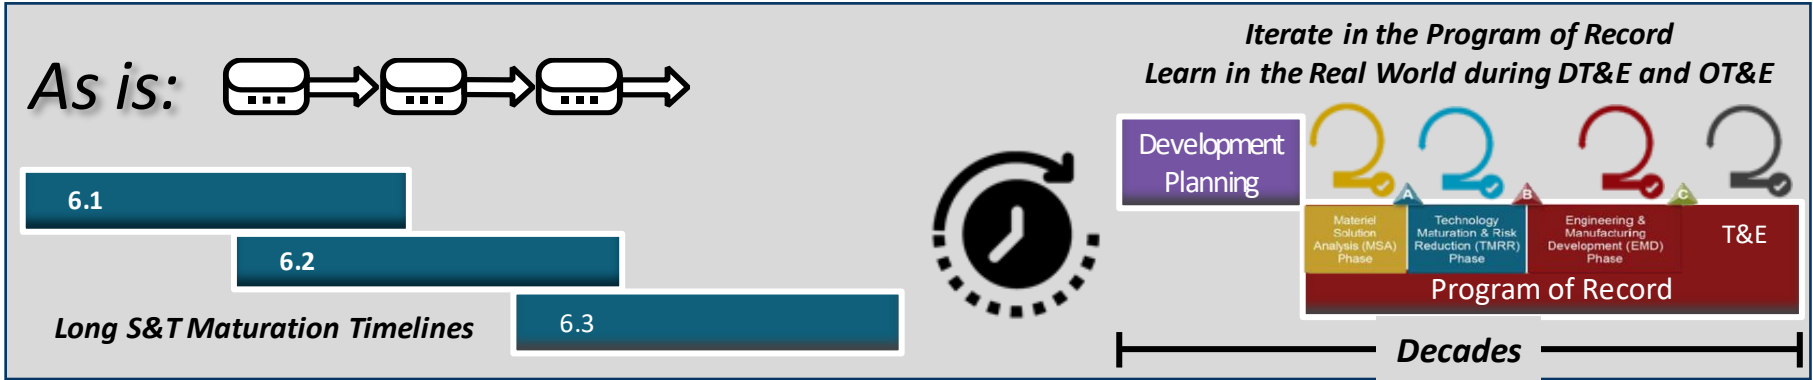 As is:
Iterate in the Program of Record
Learn in the Real World during DT&E and OT&E
6.1
6.2
6.3
Long S&T Maturation Timelines
Development
Planning
A
B
C
Materiel
Solution
Analysis (MSA)
Phase
Technology
Maturation & Risk
Reduction (TMRR)
Phase
Engineering &
Manufacturing
Development (EMD)
Phase
T&E
Program of Record
Decades